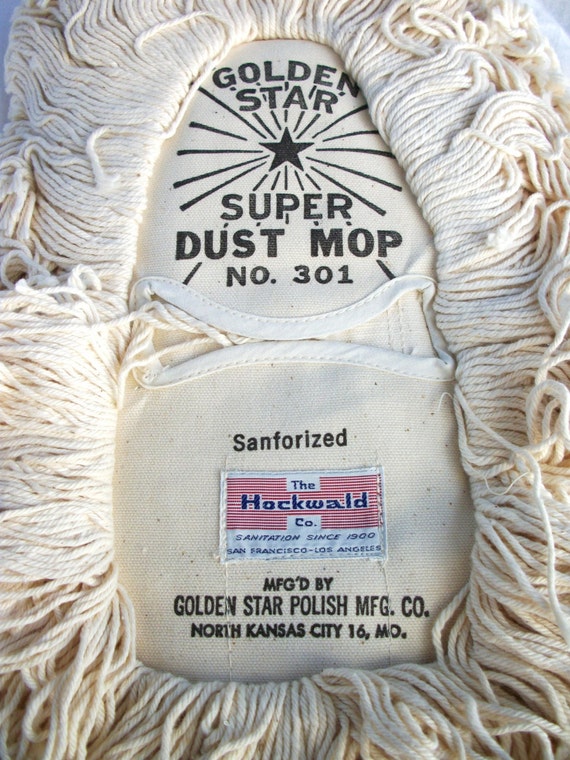 GOLDEN
STAR
SUPER
DUST MOP
NO. 301
Sanforized
The
Hockwald
Co.
SANITATION SINCE 1900
SAN FRANCISCO-LOS ANGELES
MFG'D BY
GOLDEN STAR POLISH MFG. CO.
NORTH KANSAS CITY 16, MO.